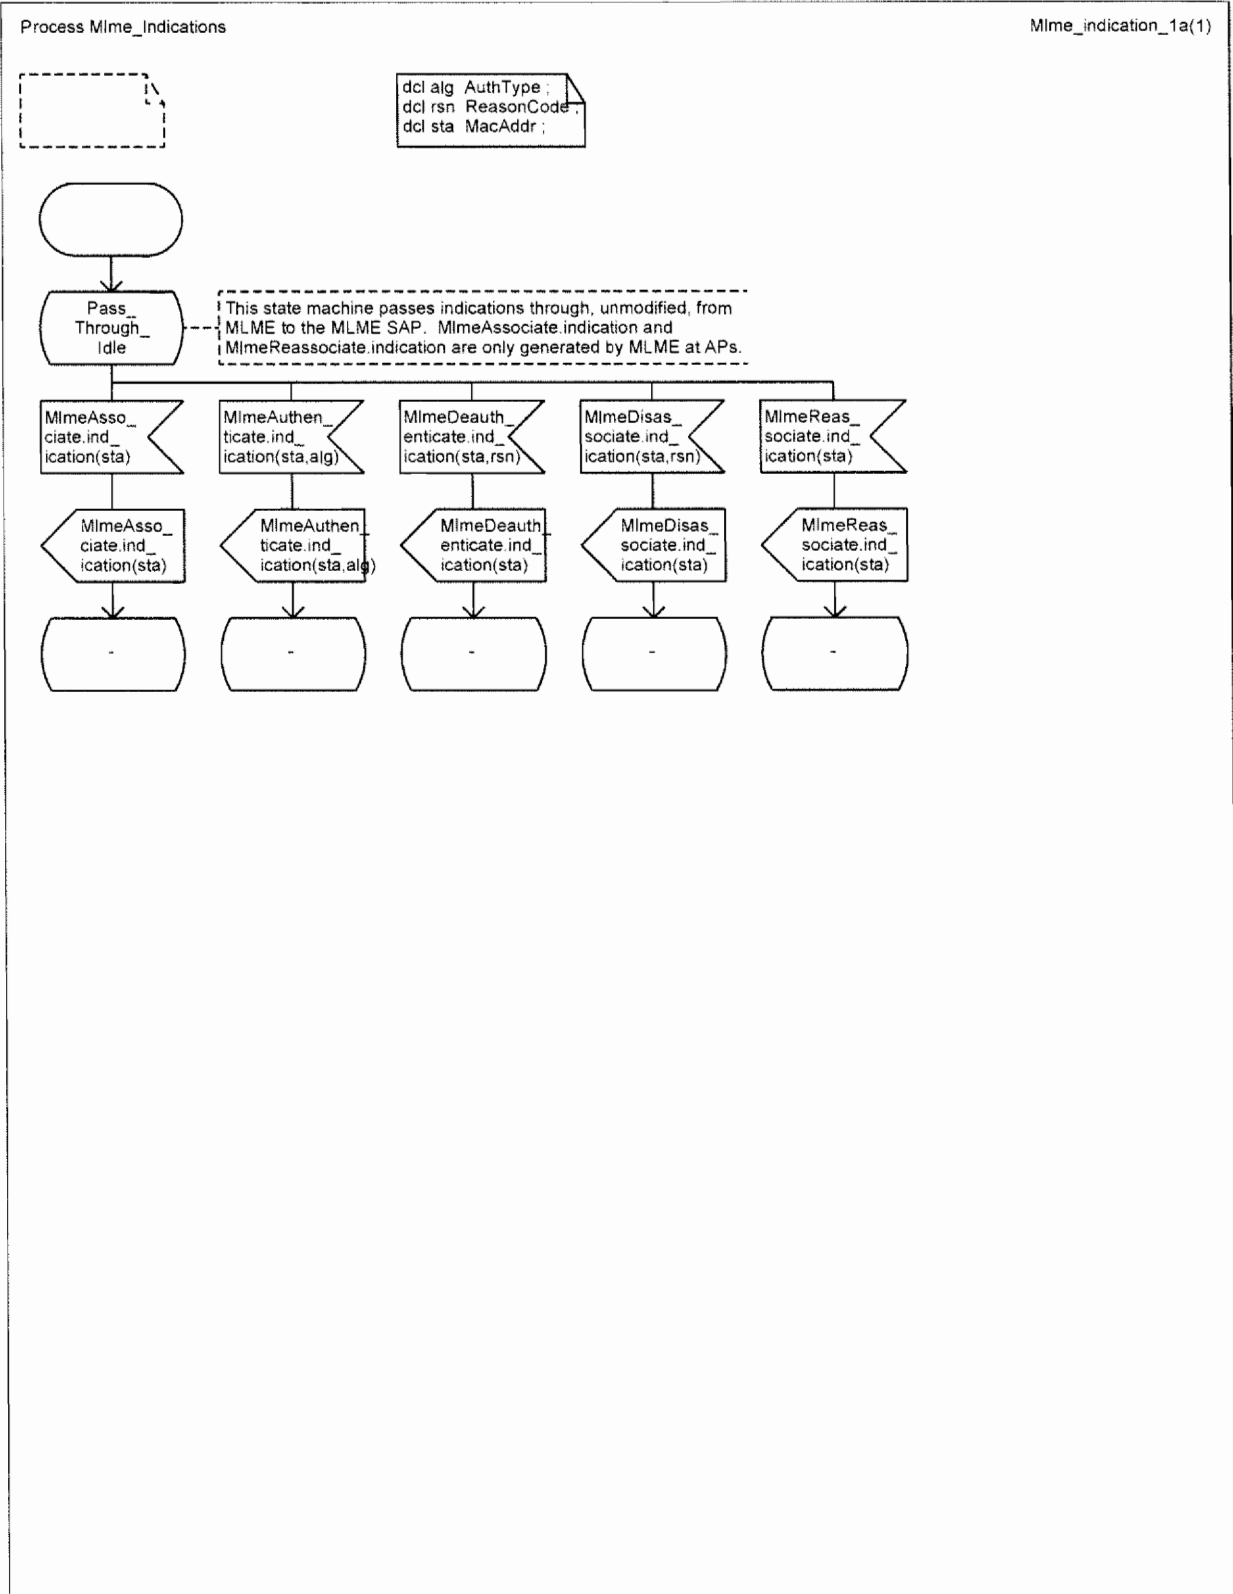 Process Mlme_Indications
Mlme_indication_1a(1)
dcl alg AuthType ;
dcl rsn ReasonCode ;
dcl sta MacAddr ;
Pass_
Through_
Idle
This state machine passes indications through, unmodified, from
MLME to the MLME SAP. MlmeAssociate.indication and
MlmeReassociate.indication are only generated by MLME at APs.
MlmeAsso_
ciate.ind_
ication(sta)
MlmeAuthen_
ticate.ind_
ication(sta,alg)
MlmeDeauth_
enticate.ind_
ication(sta,rsn)
MlmeDisas_
sociate.ind_
ication(sta,rsn)
MlmeReas_
sociate.ind_
ication(sta)
MlmeAsso_
ciate.ind_
ication(sta)
MlmeAuthen_
ticate.ind_
ication(sta,alg)
MlmeDeauth_
enticate.ind_
ication(sta)
MlmeDisas_
sociate.ind_
ication(sta)
MlmeReas_
sociate.ind_
ication(sta)
-
-
-
-
-